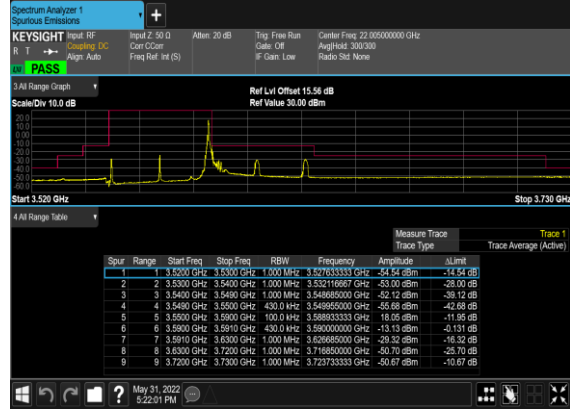 Spectrum Analyzer 1
Spurious Emissions
KEYSIGHT Input: RF Input Z: 50 Ω Atten: 20 dB Trig: Free Run Center Freq: 22.005000000 GHz
R T Coupling: DC Corr CCorr Gate: Off Avg|Hold: 300/300
Align: Auto Freq Ref: Int (S) IF Gain: Low Radio Std: None
PASS
3 All Range Graph
Ref Lvl Offset 15.56 dB
Scale/Div 10.0 dB Ref Value 30.00 dBm
20.0
10.0
0.00
-10.0
-20.0
-30.0
-40.0
-50.0
-60.0
Start 3.520 GHz Stop 3.730 GHz
4 All Range Table
Measure Trace Trace 1
Trace Type Trace Average (Active)
Spur Range Start Freq Stop Freq RBW Frequency Amplitude ΔLimit
1 1 3.5200 GHz 3.5300 GHz 1.000 MHz 3.527633333 GHz -54.54 dBm -14.54 dB
2 2 3.5300 GHz 3.5400 GHz 1.000 MHz 3.532116667 GHz -53.00 dBm -28.00 dB
3 3 3.5400 GHz 3.5490 GHz 1.000 MHz 3.548685000 GHz -52.12 dBm -39.12 dB
4 4 3.5490 GHz 3.5500 GHz 430.0 kHz 3.549955000 GHz -55.68 dBm -42.68 dB
5 5 3.5500 GHz 3.5900 GHz 100.0 kHz 3.588933333 GHz 18.05 dBm -11.95 dB
6 6 3.5900 GHz 3.5910 GHz 430.0 kHz 3.590000000 GHz -13.13 dBm -0.131 dB
7 7 3.5910 GHz 3.6300 GHz 1.000 MHz 3.626685000 GHz -29.32 dBm -16.32 dB
8 8 3.6300 GHz 3.7200 GHz 1.000 MHz 3.716850000 GHz -50.70 dBm -25.70 dB
9 9 3.7200 GHz 3.7300 GHz 1.000 MHz 3.723733333 GHz -50.67 dBm -10.67 dB
May 31, 2022
5:22:01 PM